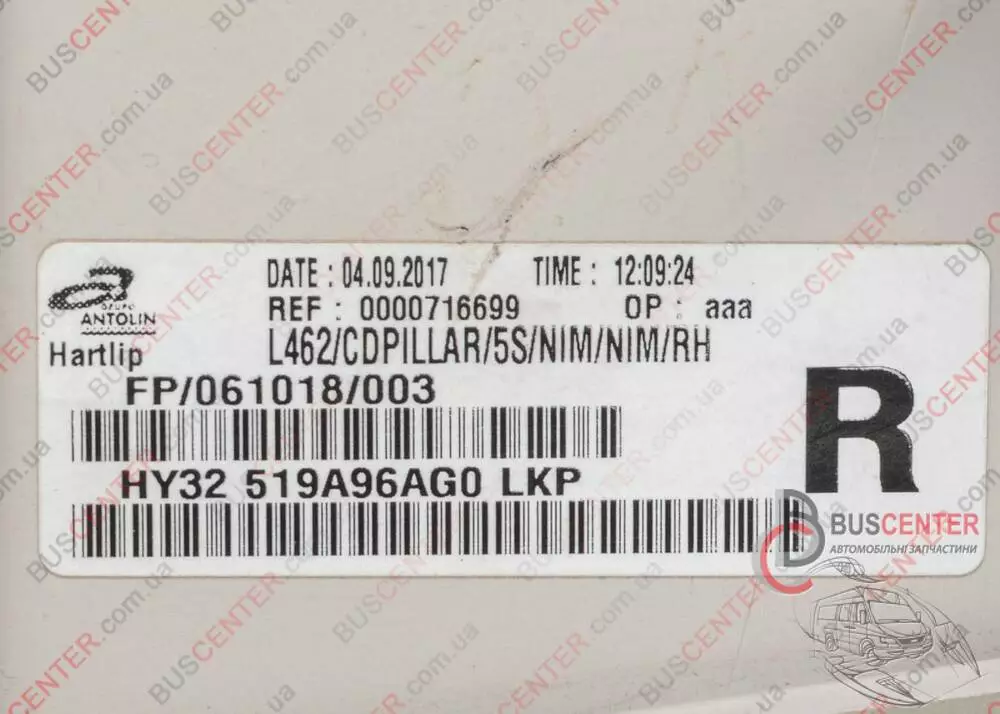 DATE : 04.09.2017 TIME : 12:09:24
REF : 0000716699 OP : aaa
GRUPO
ANTOLIN
Hartlip
L462/CDPILLAR/5S/NIM/NIM/RH
FP/061018/003
HY32 519A96AG0 LKP
R
BUSCENTER
АВТОМОБІЛЬНІ ЗАПЧАСТИНИ
BUSCENTER.com.ua